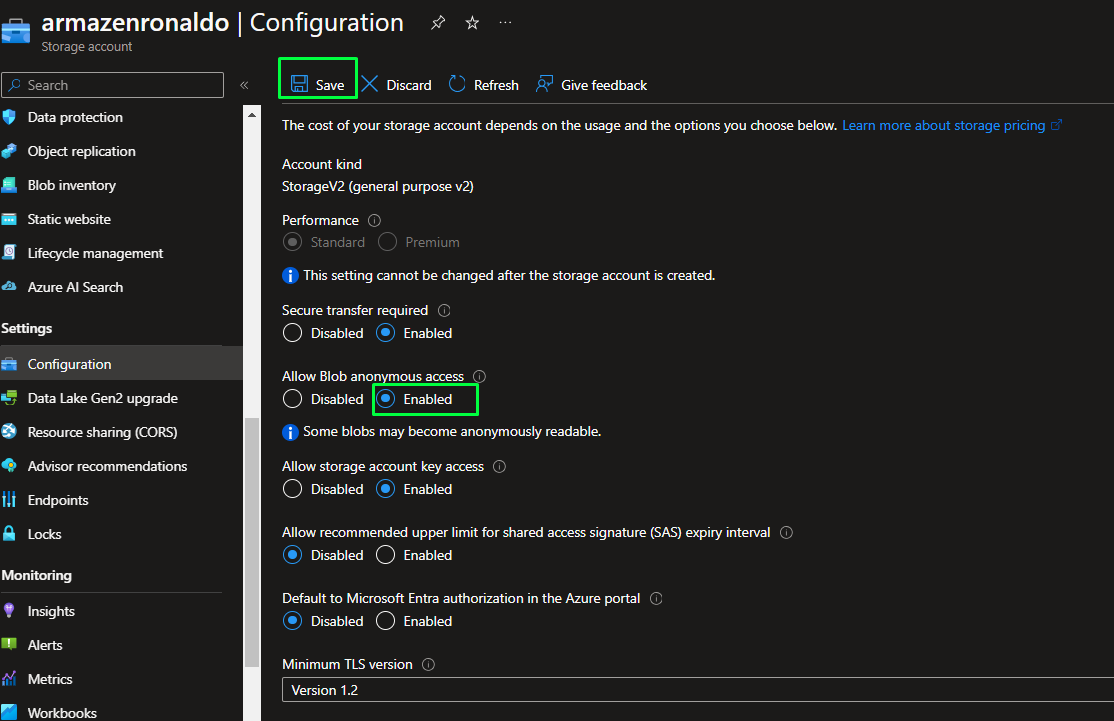 armazenronaldo | Configuration
Storage account
Search
Data protection
Object replication
Blob inventory
Static website
Lifecycle management
Azure AI Search
Settings
Configuration
Data Lake Gen2 upgrade
Resource sharing (CORS)
Advisor recommendations
Endpoints
Locks
Monitoring
Insights
Alerts
Metrics
Workbooks
Save Discard Refresh Give feedback
The cost of your storage account depends on the usage and the options you choose below. Learn more about storage pricing
Account kind
StorageV2 (general purpose v2)
Performance
Standard Premium
This setting cannot be changed after the storage account is created.
Secure transfer required
Disabled Enabled
Allow Blob anonymous access
Disabled Enabled
Some blobs may become anonymously readable.
Allow storage account key access
Disabled Enabled
Allow recommended upper limit for shared access signature (SAS) expiry interval
Disabled Enabled
Default to Microsoft Entra authorization in the Azure portal
Disabled Enabled
Minimum TLS version
Version 1.2